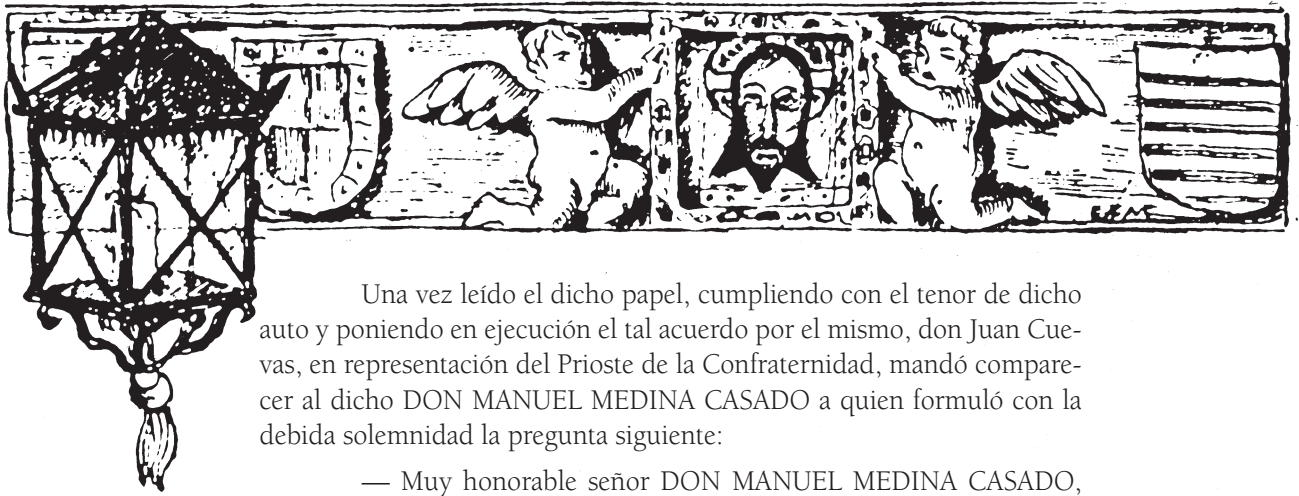 Una vez leído el dicho papel, cumpliendo con el tenor de dicho
auto y poniendo en ejecución el tal acuerdo por el mismo, don Juan Cue-
vas, en representación del Prioste de la Confraternidad, mandó compare-
cer al dicho DON MANUEL MEDINA CASADO a quien formuló con la
debida solemnidad la pregunta siguiente:
— Muy honorable señor DON MANUEL MEDINA CASADO,